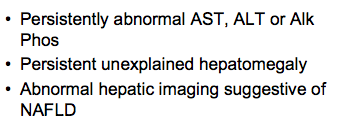 • Persistently abnormal AST, ALT or Alk
Phos
• Persistent unexplained hepatomegaly
• Abnormal hepatic imaging suggestive of
NAFLD